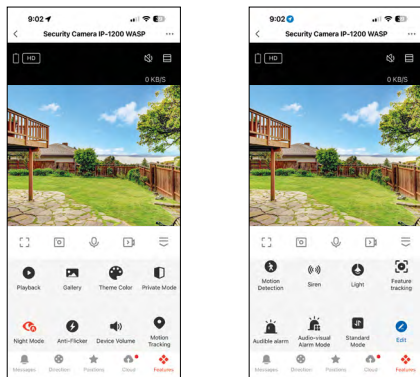 9:02
Security Camera IP-1200 WASP
HD
0 KB/S
Playback Gallery Theme Color Private Mode
Night Mode Anti-Flicker Device Volume Motion Tracking
Messages Direction Positions Cloud Features
9:02
Security Camera IP-1200 WASP
HD
0 KB/S
Motion Detection Siren Light Feature tracking
Audible alarm Audio-visual Alarm Mode Standard Mode Edit
Messages Direction Positions Cloud Features